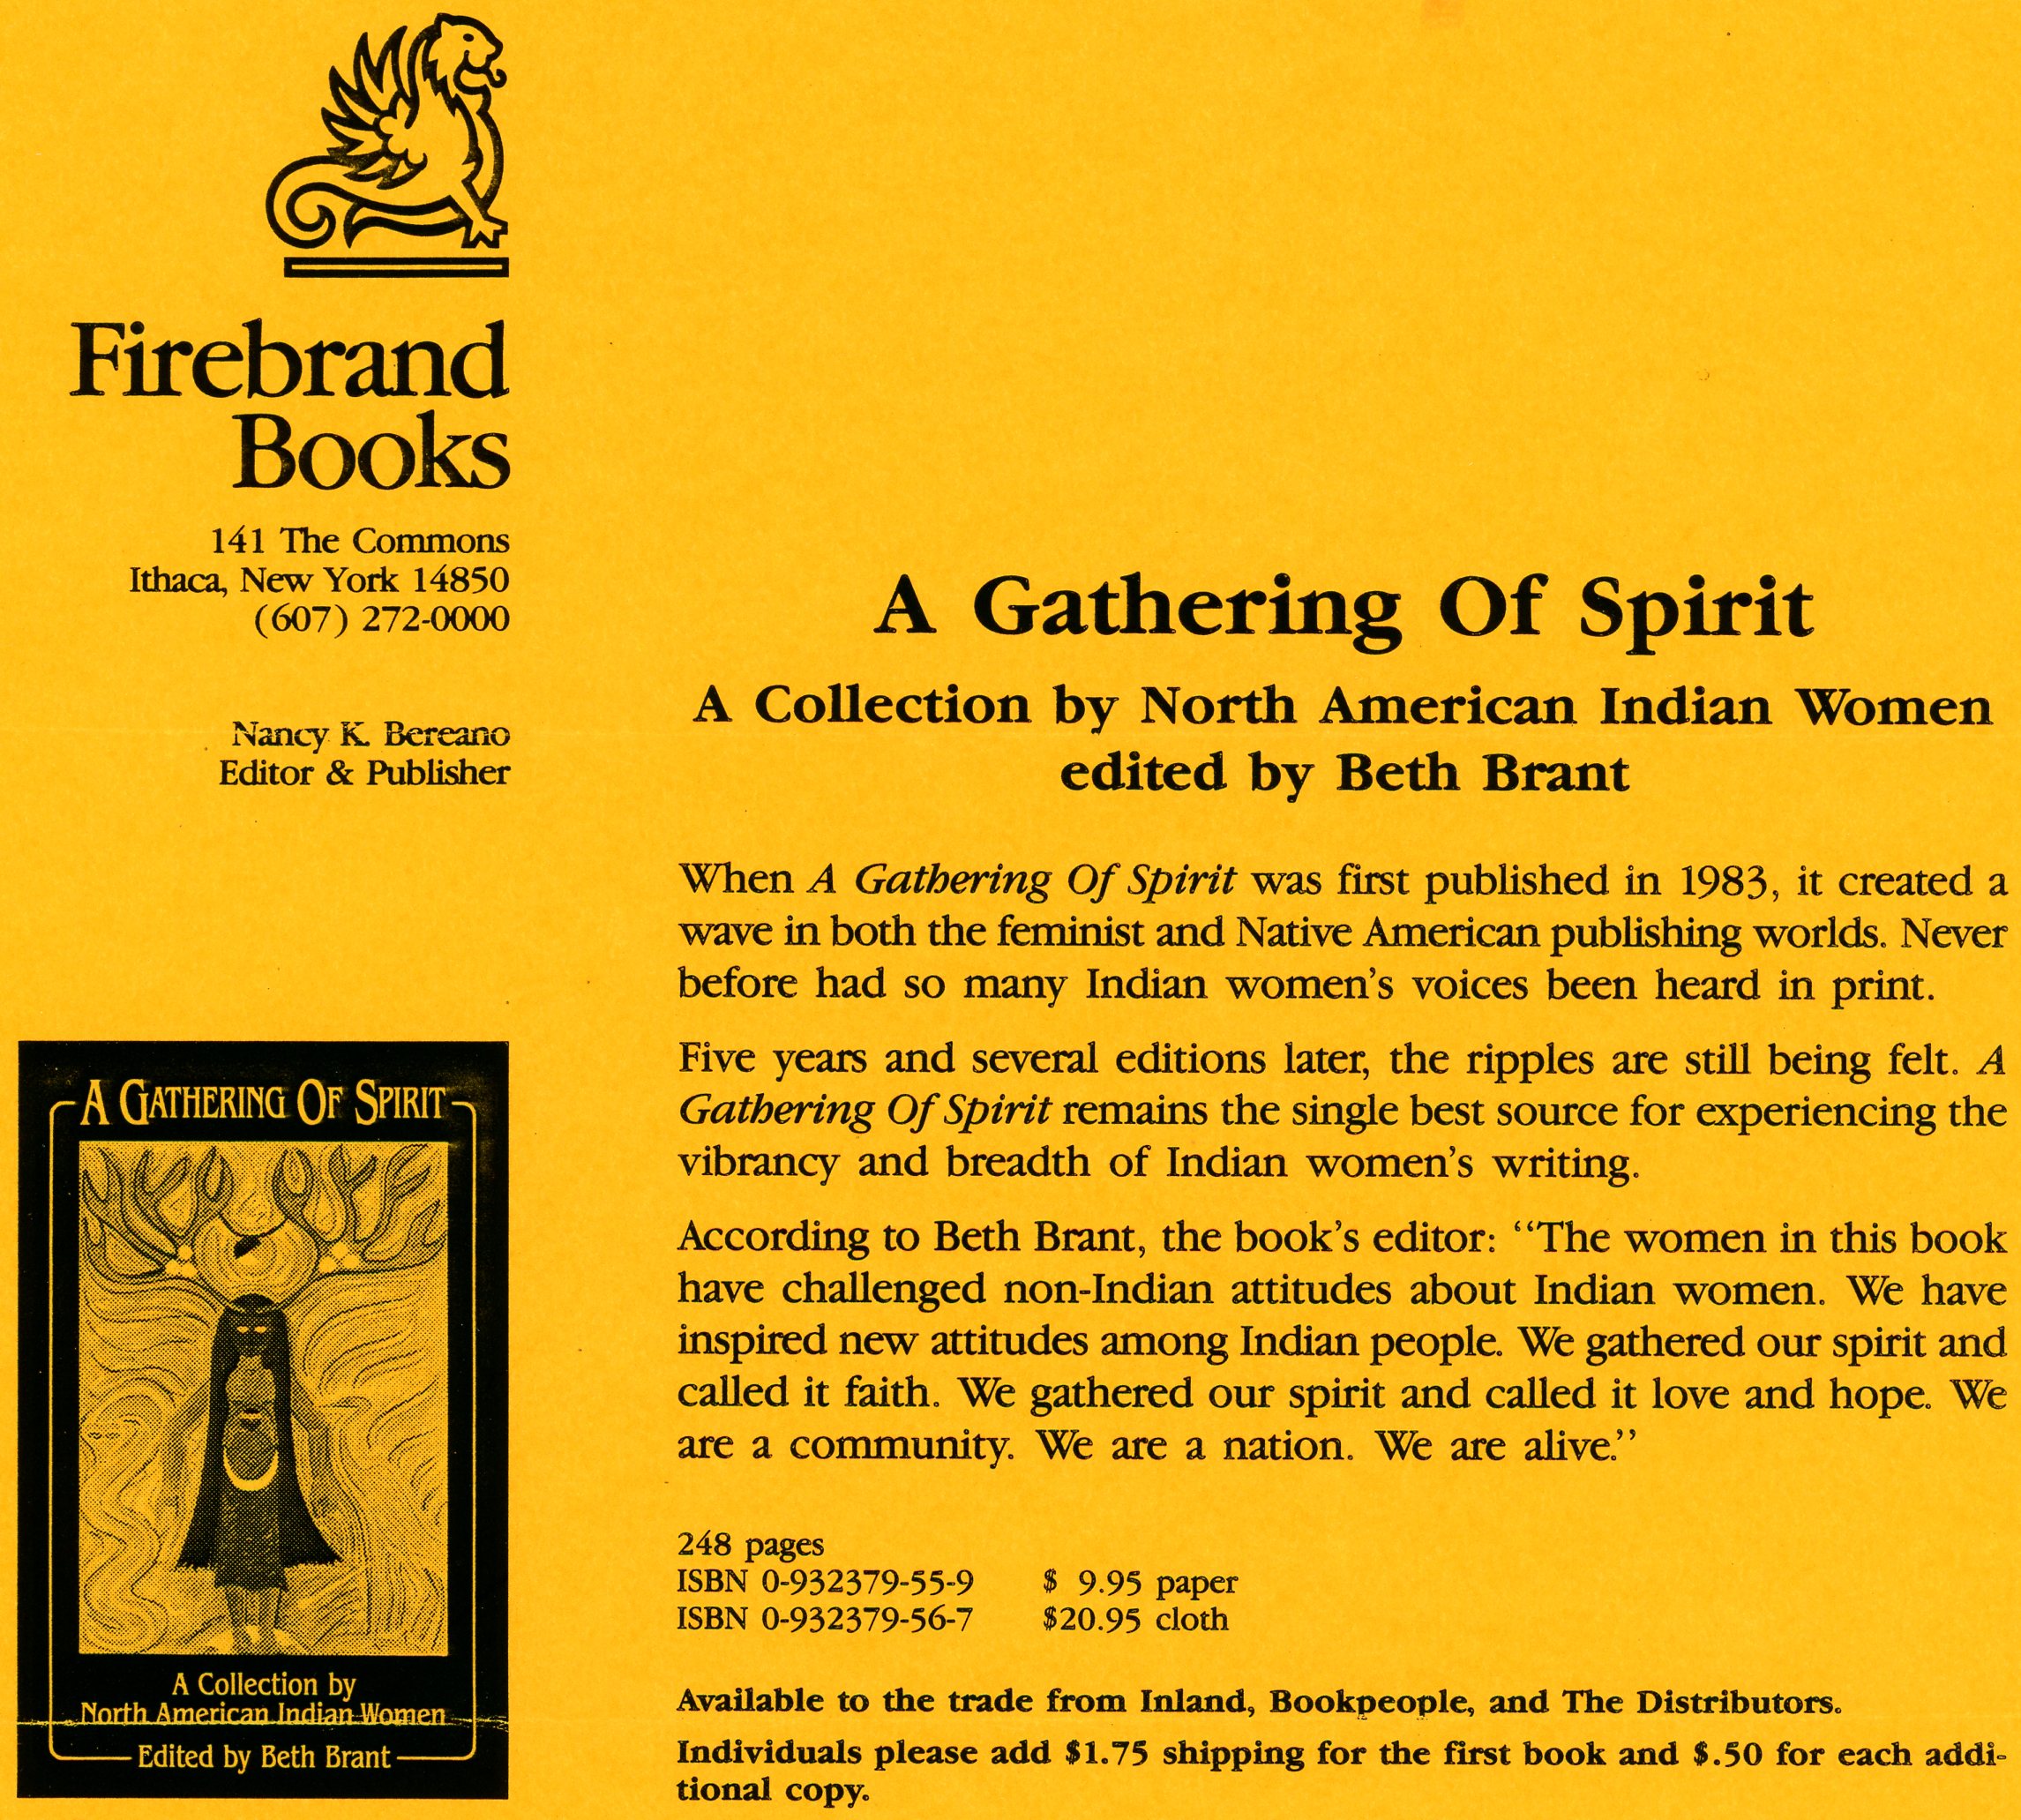 Firebrand
Books
141 The Commons
Ithaca, New York 14850
(607) 272-0000
Nancy K. Bereano
Editor & Publisher
A GATHERING OF SPIRIT
A Collection by
North American Indian Women
Edited by Beth Brant
A Gathering Of Spirit
A Collection by North American Indian Women
edited by Beth Brant
When A Gathering Of Spirit was first published in 1983, it created a
wave in both the feminist and Native American publishing worlds. Never
before had so many Indian women's voices been heard in print.
Five years and several editions later, the ripples are still being felt. A
Gathering Of Spirit remains the single best source for experiencing the
vibrancy and breadth of Indian women's writing.
According to Beth Brant, the book's editor: “The women in this book
have challenged non-Indian attitudes about Indian women. We have
inspired new attitudes among Indian people. We gathered our spirit and
called it faith. We gathered our spirit and called it love and hope. We
are a community. We are a nation. We are alive.”
248 pages
ISBN 0-932379-55-9 $ 9.95 paper
ISBN 0-932379-56-7 $20.95 cloth
Available to the trade from Inland, Bookpeople, and The Distributors.
Individuals please add $1.75 shipping for the first book and $.50 for each addi-
tional copy.